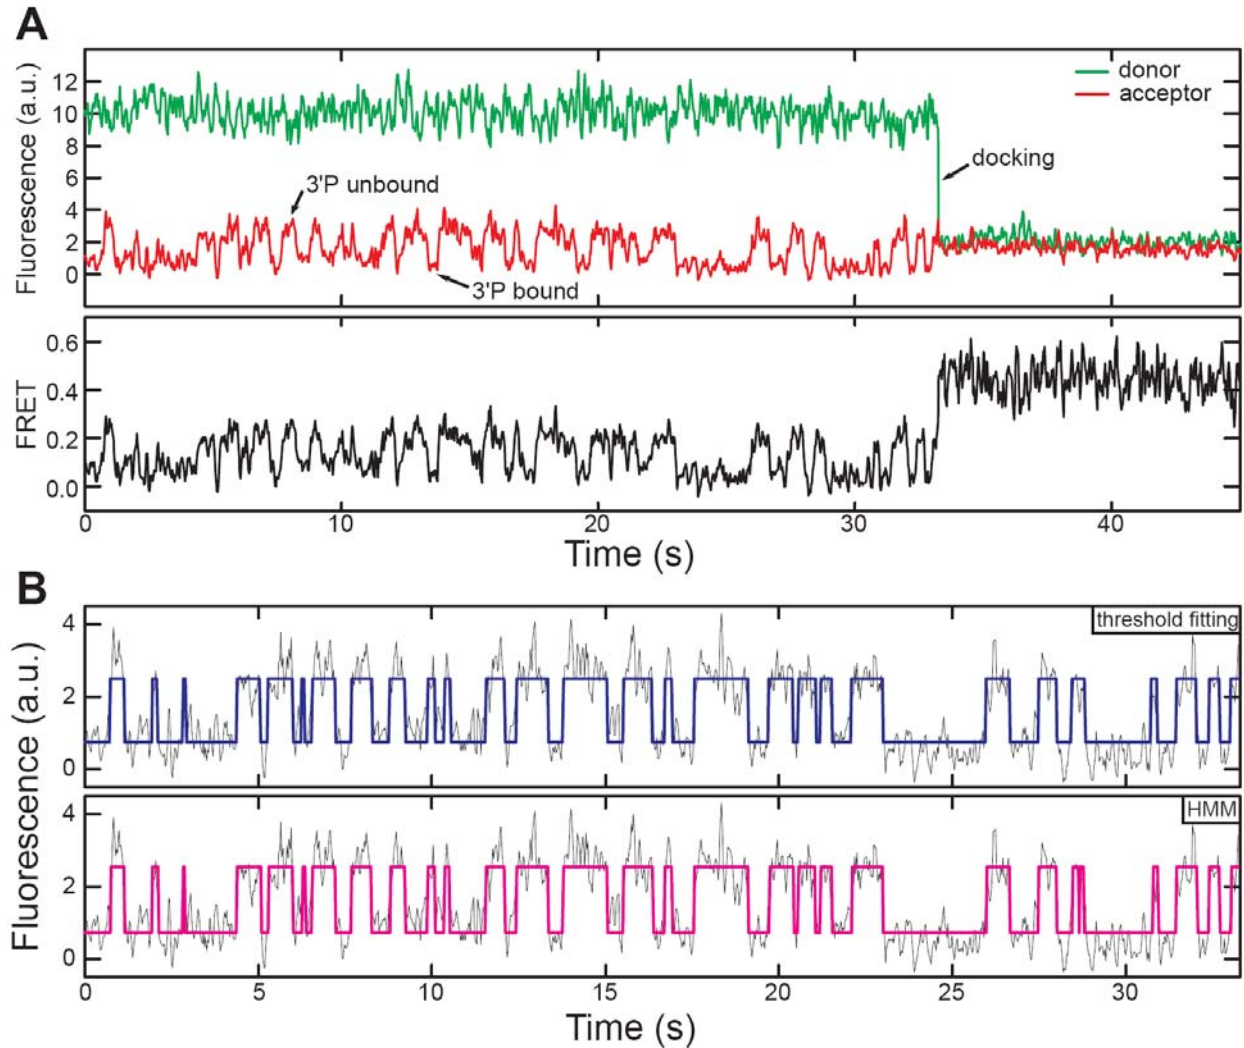 A
Fluorescence (a.u.)
12
10
8
6
4
2
0
donor
acceptor
3'P unbound
docking
3'P bound
FRET
0.6
0.4
0.2
0.0
0 10 20 30 40
Time (s)
B
Fluorescence (a.u.)
4
2
0
threshold fitting
4
2
0
HMM
0 5 10 15 20 25 30
Time (s)